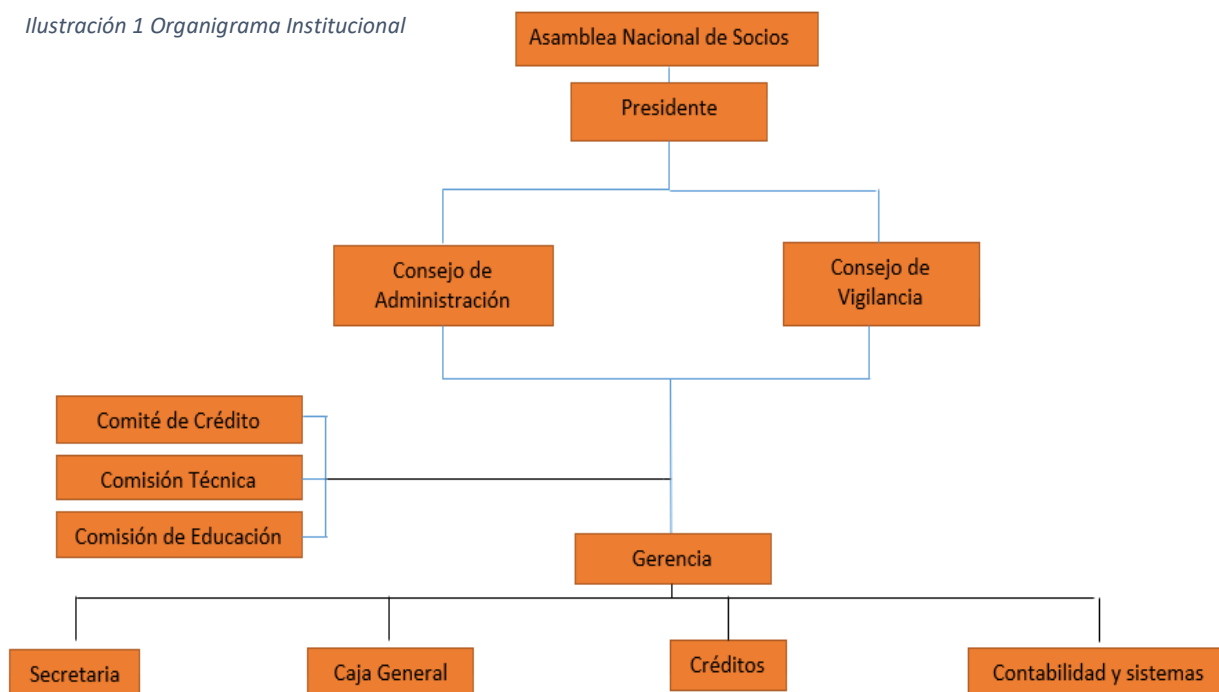 Ilustración 1 Organigrama Institucional
Asamblea Nacional de Socios
Presidente
Consejo de
Administración
Consejo de
Vigilancia
Comité de Crédito
Comisión Técnica
Comisión de Educación
Gerencia
Secretaria
Caja General
Créditos
Contabilidad y sistemas